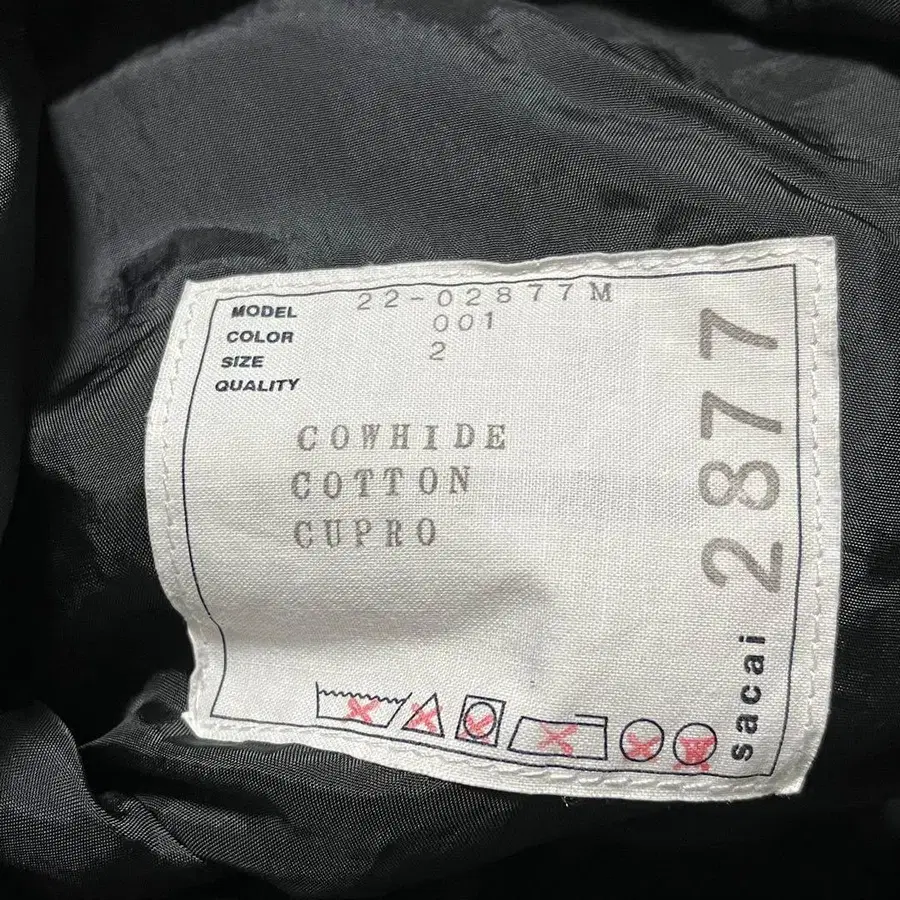 MODEL 22-02877M
COLOR 001
SIZE 2
QUALITY
COWHIDE
COTTON
CUPRO
sacai 2877